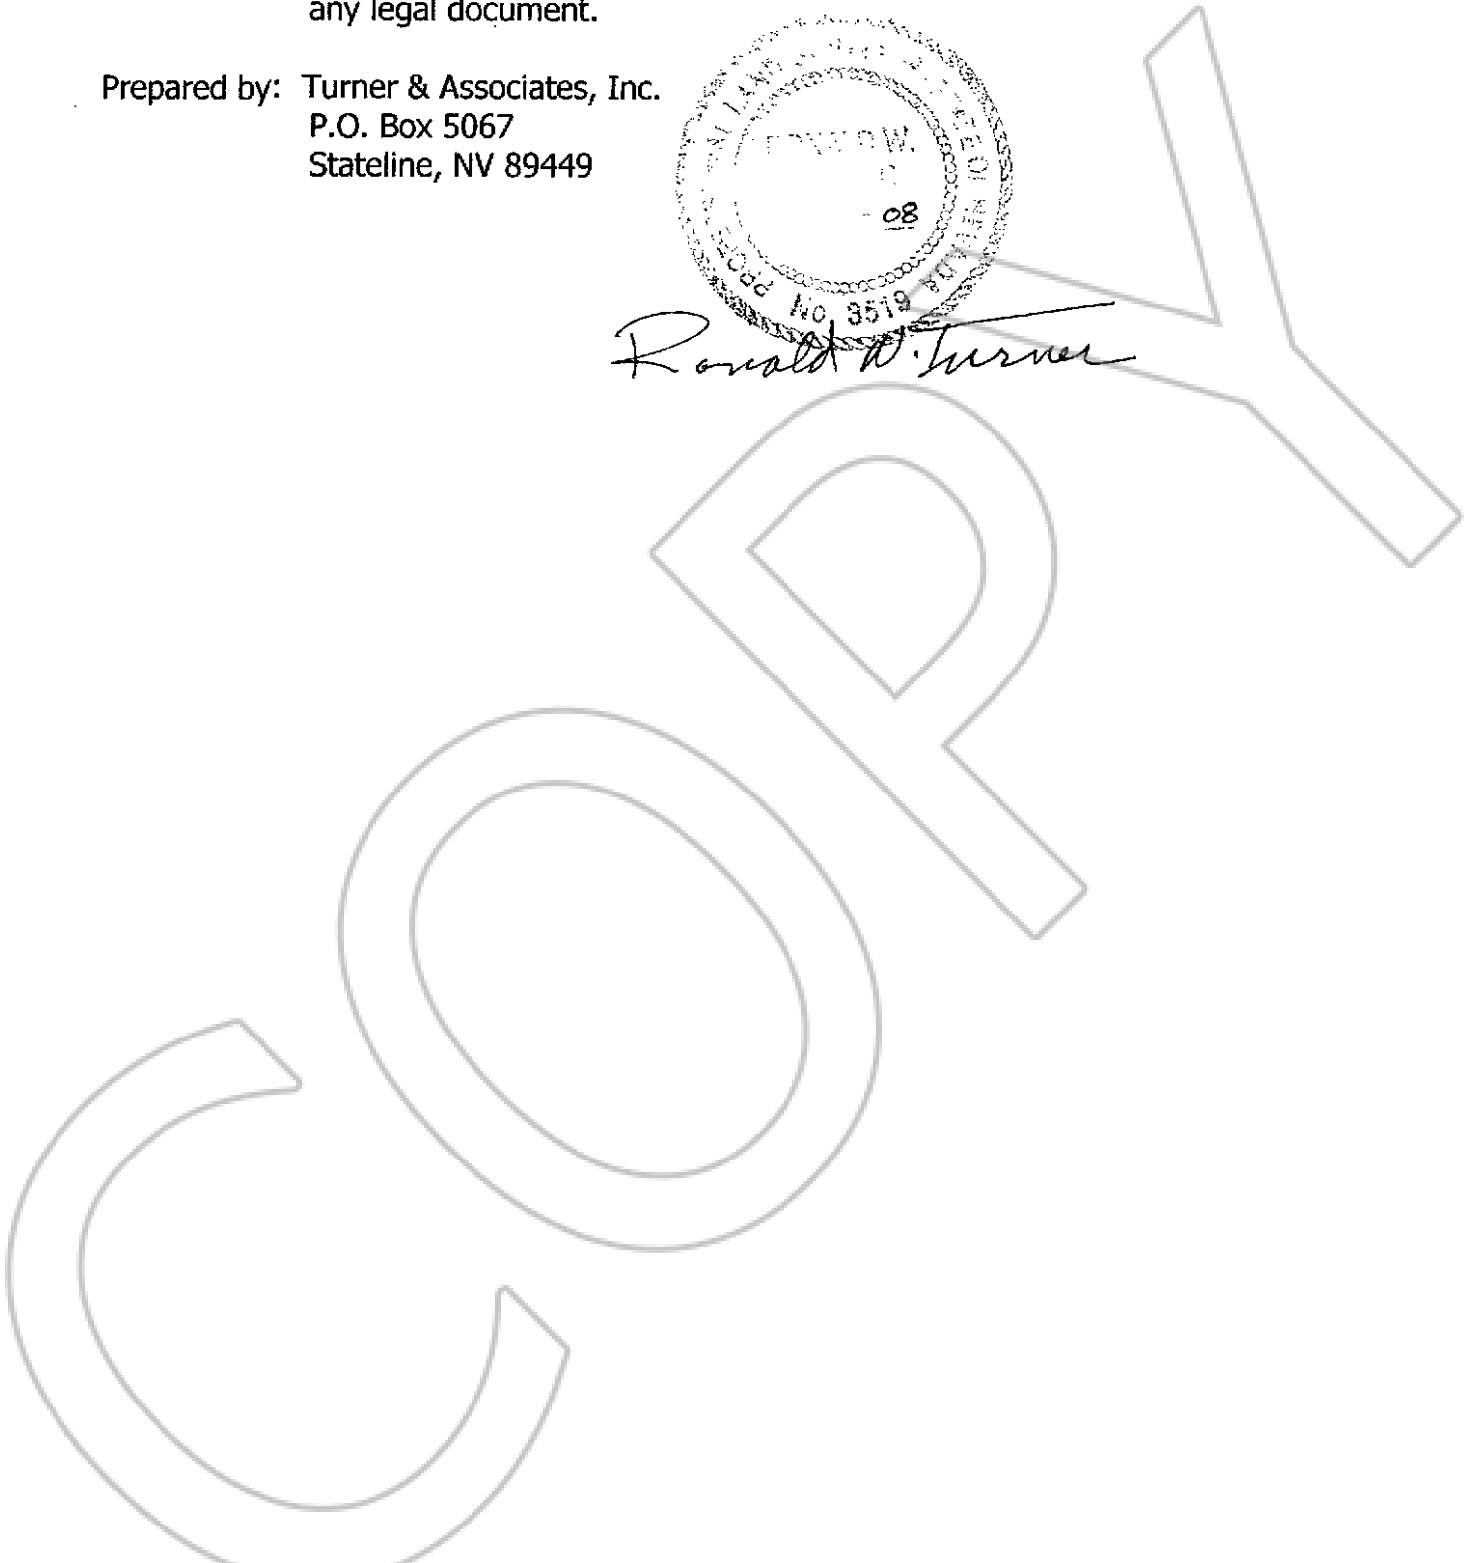 any legal document.
Prepared by: Turner & Associates, Inc.
P.O. Box 5067
Stateline, NV 89449
W.
08
No. 3519
Ronald W. Turner
COPY